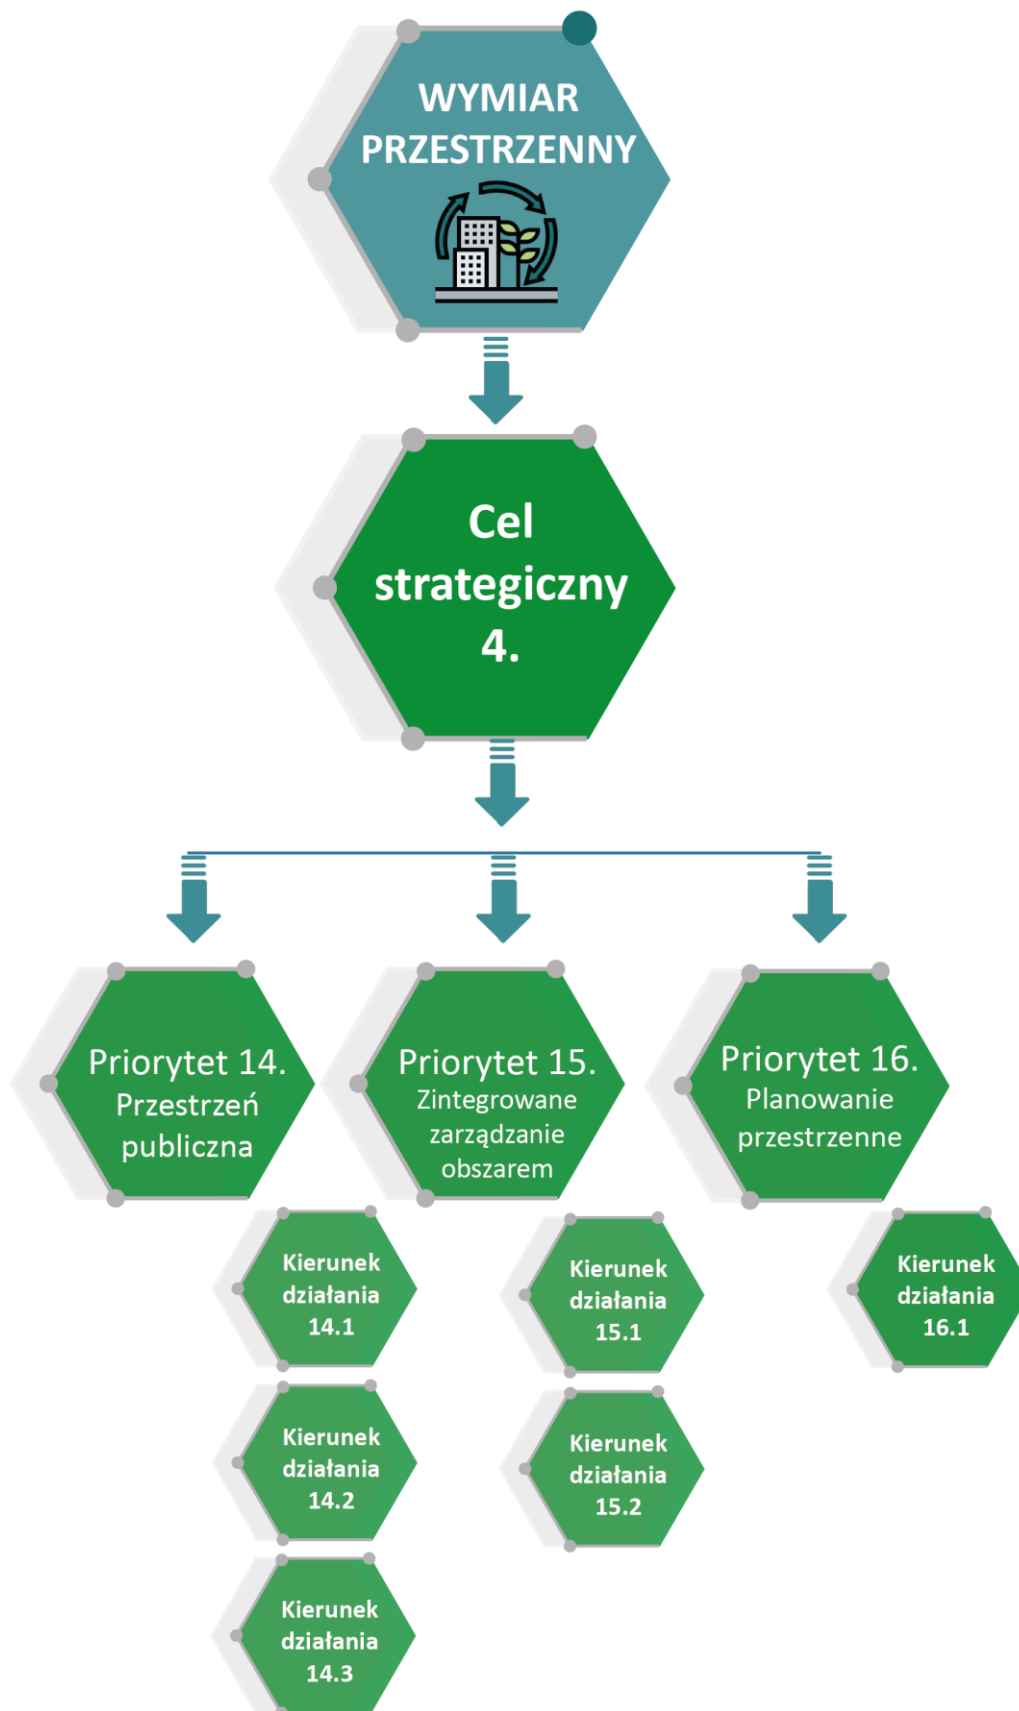 WYMIAR
PRZESTRZENNY
Cel
strategiczny
4.
Priorytet 14.
Przestrzeń
publiczna
Priorytet 15.
Zintegrowane
zarządzanie
obszarem
Priorytet 16.
Planowanie
przestrzenne
Kierunek
działania
14.1
Kierunek
działania
15.1
Kierunek
działania
16.1
Kierunek
działania
14.2
Kierunek
działania
15.2
Kierunek
działania
14.3